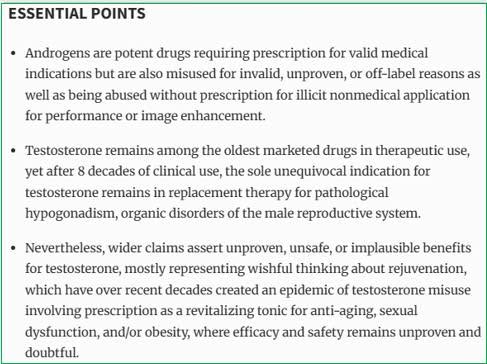 ESSENTIAL POINTS
• Androgens are potent drugs requiring prescription for valid medical
indications but are also misused for invalid, unproven, or off-label reasons as
well as being abused without prescription for illicit nonmedical application
for performance or image enhancement.
• Testosterone remains among the oldest marketed drugs in therapeutic use,
yet after 8 decades of clinical use, the sole unequivocal indication for
testosterone remains in replacement therapy for pathological
hypogonadism, organic disorders of the male reproductive system.
• Nevertheless, wider claims assert unproven, unsafe, or implausible benefits
for testosterone, mostly representing wishful thinking about rejuvenation,
which have over recent decades created an epidemic of testosterone misuse
involving prescription as a revitalizing tonic for anti-aging, sexual
dysfunction, and/or obesity, where efficacy and safety remains unproven and
doubtful.